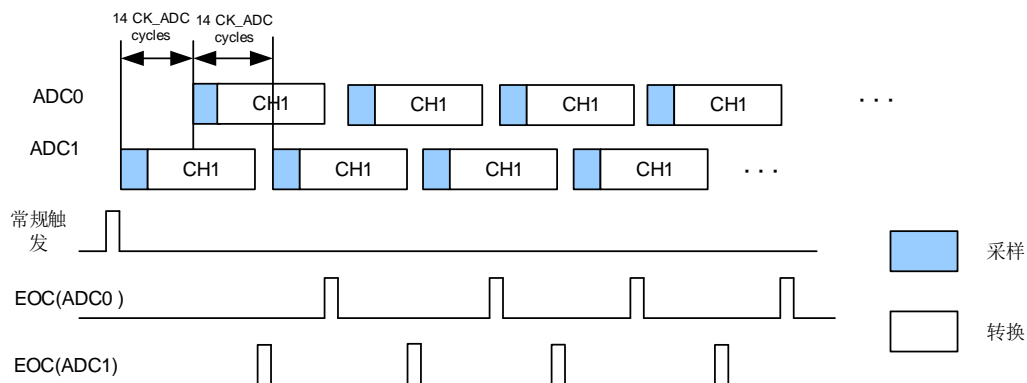 14 CK_ADC
cycles
14 CK_ADC
cycles
ADC0
CH1
CH1
CH1
CH1
. . .
ADC1
CH1
CH1
CH1
CH1
. . .
常规触
发
采样
EOC(ADC0 )
转换
EOC(ADC1)